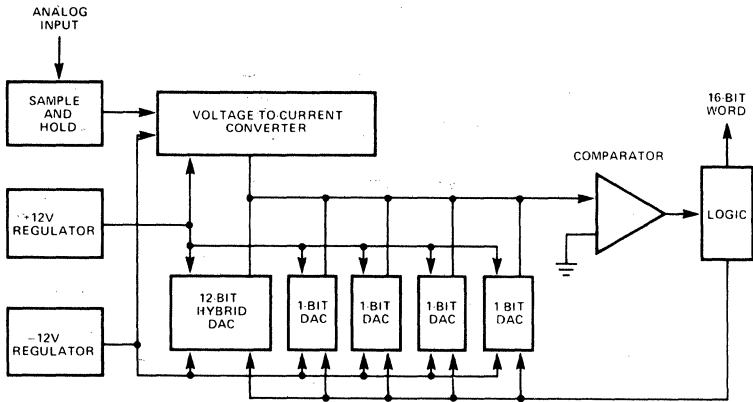 ANALOG
INPUT
SAMPLE
AND
HOLD
VOLTAGE TO-CURRENT
CONVERTER
16-BIT
WORD
COMPARATOR
LOGIC
+12V
REGULATOR
12-BIT
HYBRID
DAC
1-BIT
DAC
1-BIT
DAC
1-BIT
DAC
1 BIT
DAC
-12V
REGULATOR